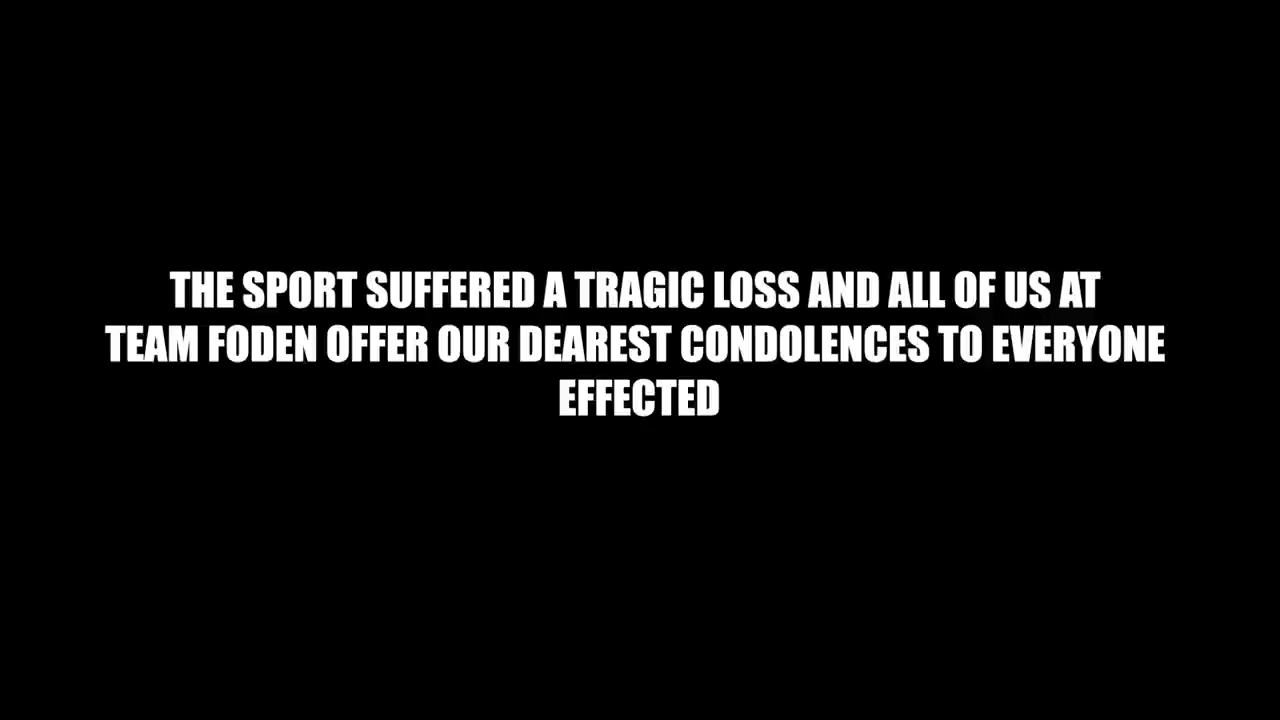 THE SPORT SUFFERED A TRAGIC LOSS AND ALL OF US AT
TEAM FODEN OFFER OUR DEAREST CONDOLENCES TO EVERYONE
EFFECTED